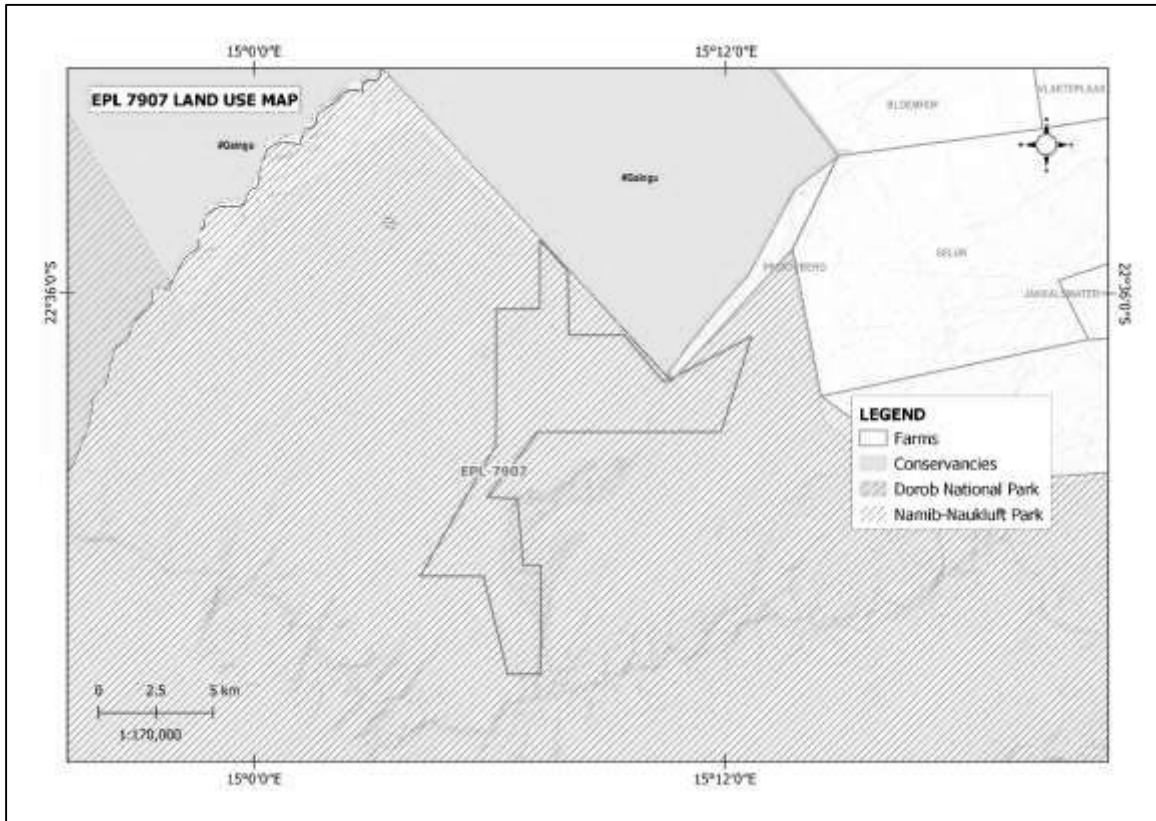 15°0'0"E
15°12'0"E
EPL 7907 LAND USE MAP
VLAKTEPLAAS
BLOEMHOF
#Gaingu
#Gaingu
GELUK
22°36'0"S
22°36'0"S
JAKKALSWATER
LEGEND
Farms
Conservancies
Dorob National Park
Namib-Naukluft Park
EPL-7907
0 2.5 5 km
1:170,000
15°0'0"E
15°12'0"E